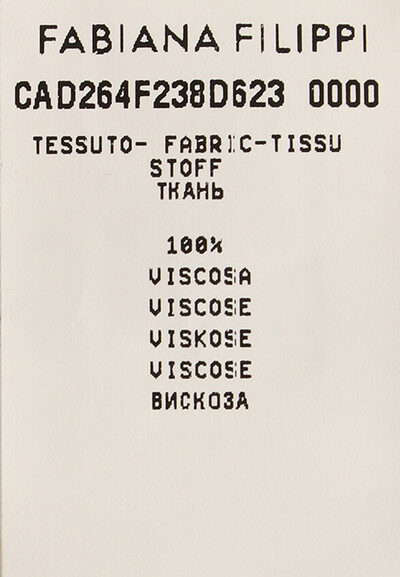 FABIANA FILIPPI
CAD264F238D623 0000
TESSUTO- FABRIC-TISSU
STOFF
ТКАНЬ
100%
VISCOSA
VISCOSE
VISKOSE
VISCOSE
ВИСКОЗА